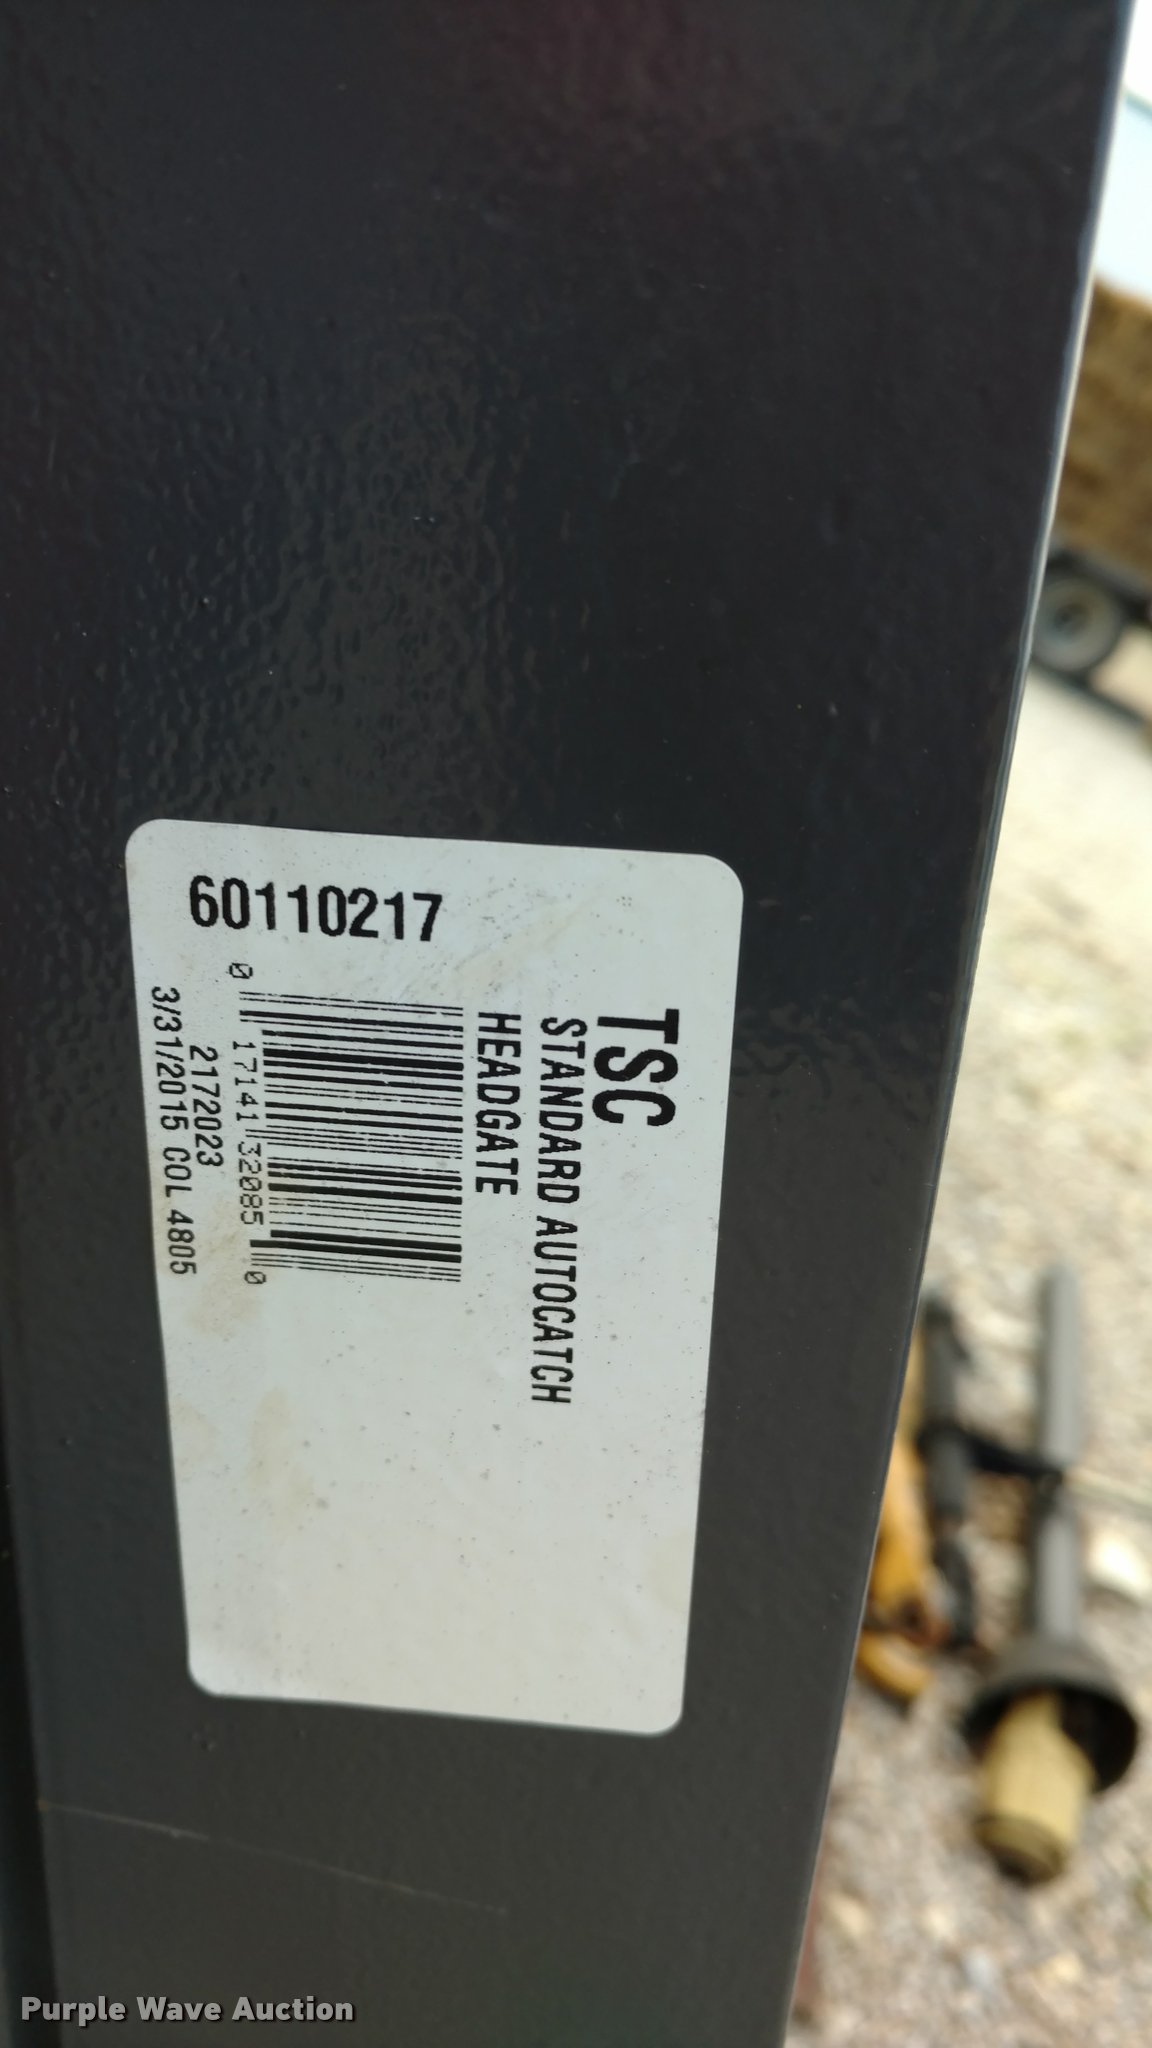 60110217
TSC
STANDARD AUTOCATCH
HEADGATE
0 17141 32085 0
2172023
3/31/2015 COL 4805
Purple Wave Auction